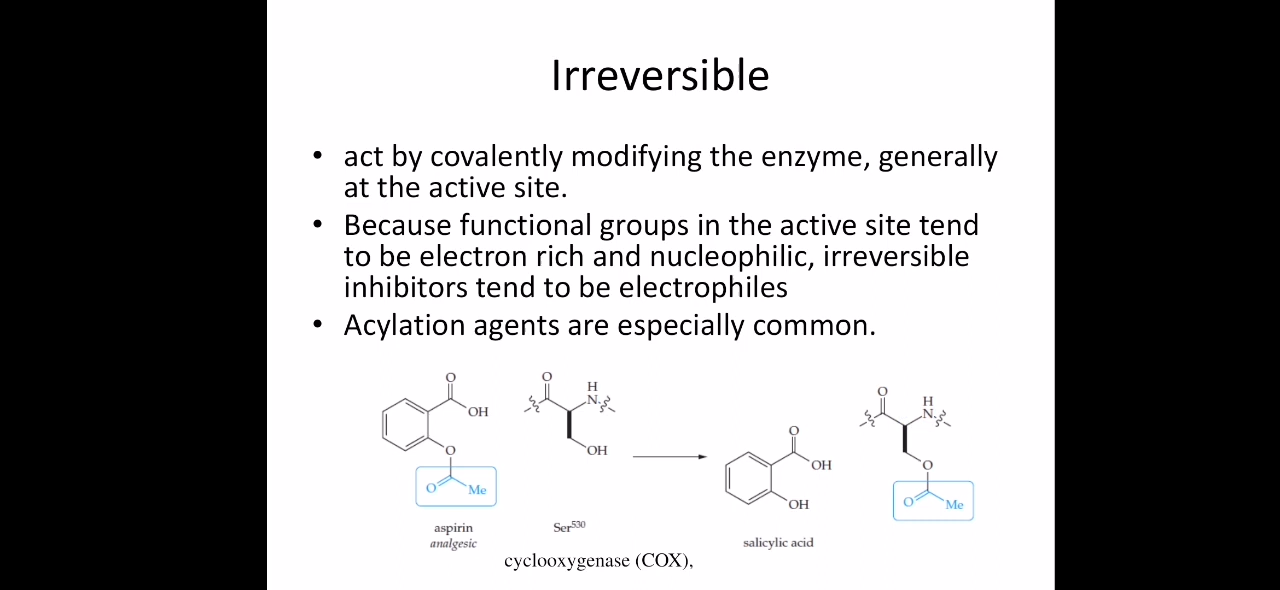 Irreversible
• act by covalently modifying the enzyme, generally
at the active site.
• Because functional groups in the active site tend
to be electron rich and nucleophilic, irreversible
inhibitors tend to be electrophiles
• Acylation agents are especially common.
O
OH
O
O
Me
aspirin
analgesic
O
H
N
OH
Ser530
cyclooxygenase (COX),
O
OH
OH
salicylic acid
O
H
N
O
O
Me